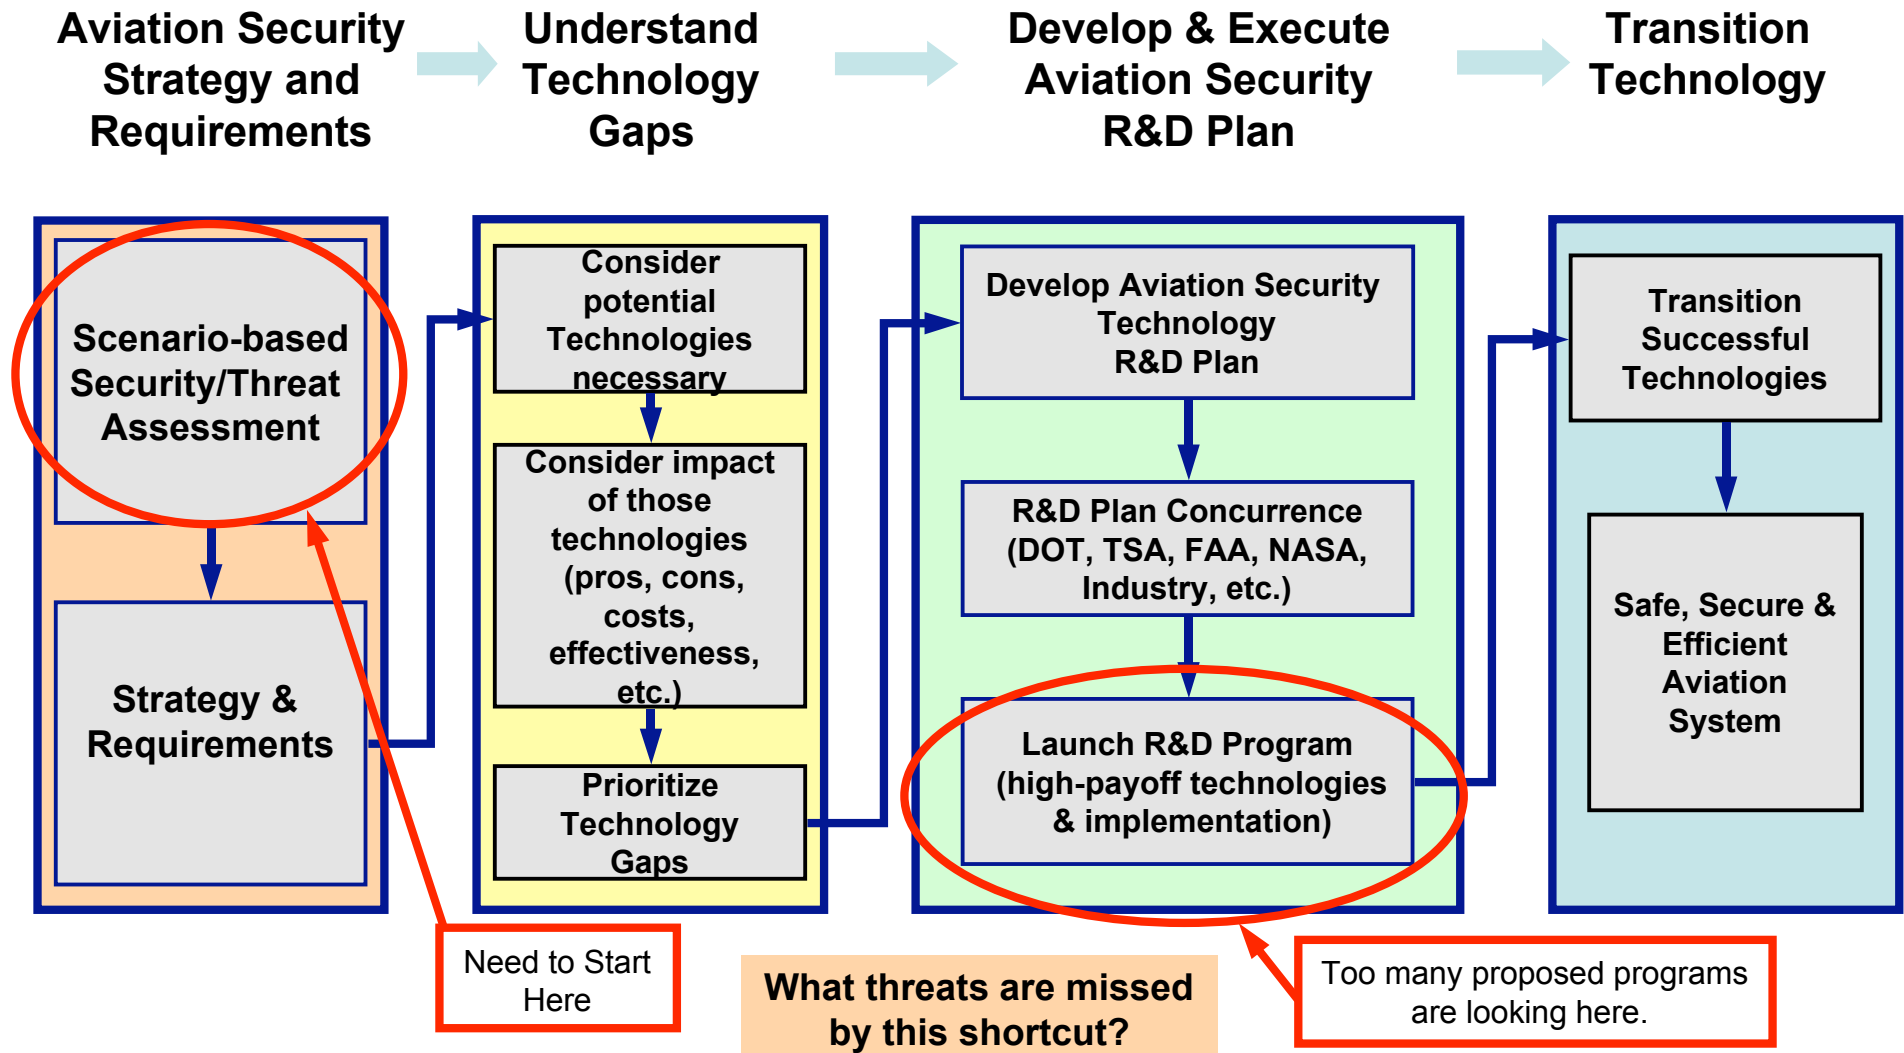 Aviation Security
Strategy and
Requirements
Understand
Technology
Gaps
Develop & Execute
Aviation Security
R&D Plan
Transition
Technology
Scenario-based
Security/Threat
Assessment
Strategy &
Requirements
Consider
potential
Technologies
necessary
Consider impact
of those
technologies
(pros, cons,
costs,
effectiveness,
etc.)
Prioritize
Technology
Gaps
Develop Aviation Security
Technology
R&D Plan
R&D Plan Concurrence
(DOT, TSA, FAA, NASA,
Industry, etc.)
Launch R&D Program
(high-payoff technologies
& implementation)
Transition
Successful
Technologies
Safe, Secure &
Efficient
Aviation
System
Need to Start
Here
What threats are missed
by this shortcut?
Too many proposed programs
are looking here.